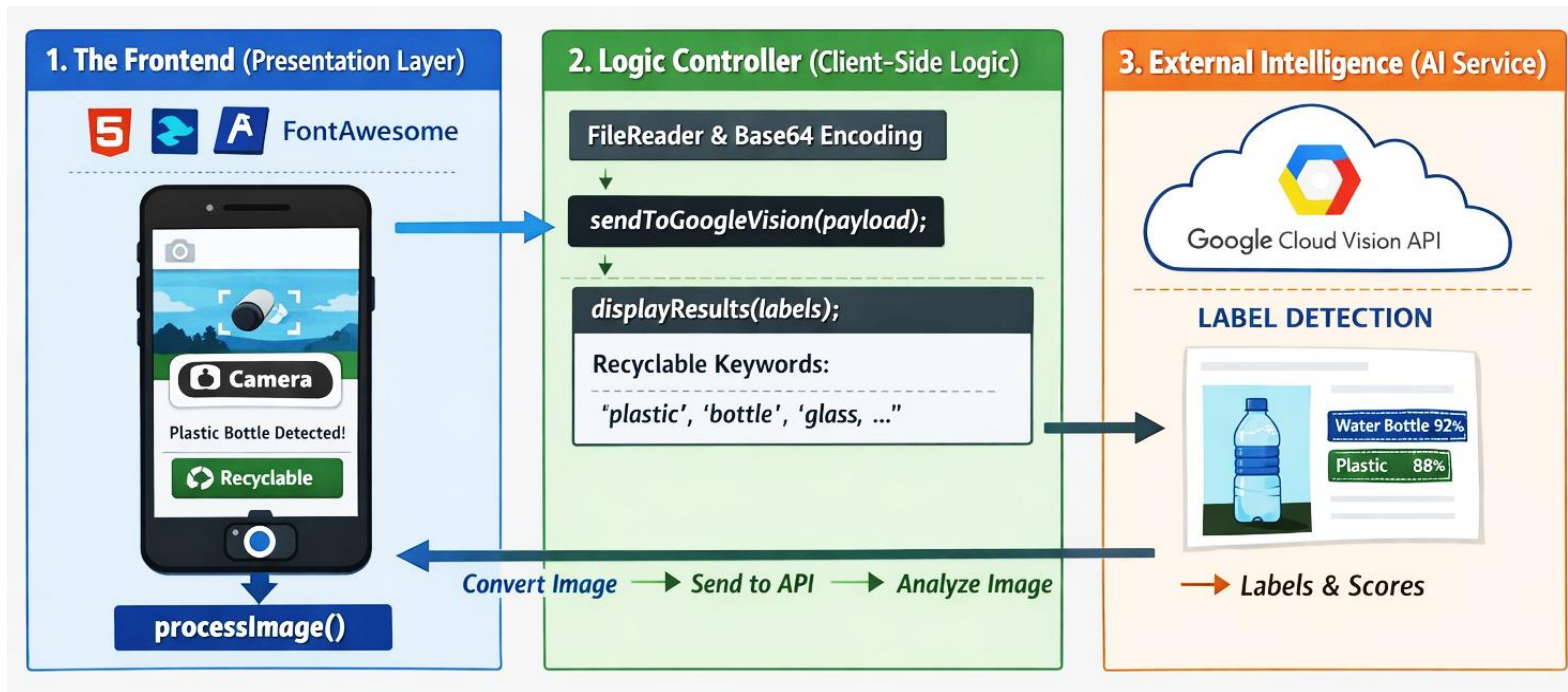 1. The Frontend (Presentation Layer)
5 A FontAwesome
Camera
Plastic Bottle Detected!
Recyclable
processImage()
2. Logic Controller (Client-Side Logic)
FileReader & Base64 Encoding
sendToGoogleVision(payload);
displayResults(labels);
Recyclable Keywords:
‘plastic’, ‘bottle’, ‘glass, ..."
Convert Image
Send to API
Analyze Image
3. External Intelligence (AI Service)
Google Cloud Vision API
LABEL DETECTION
Water Bottle 92%
Plastic 88%
Labels & Scores